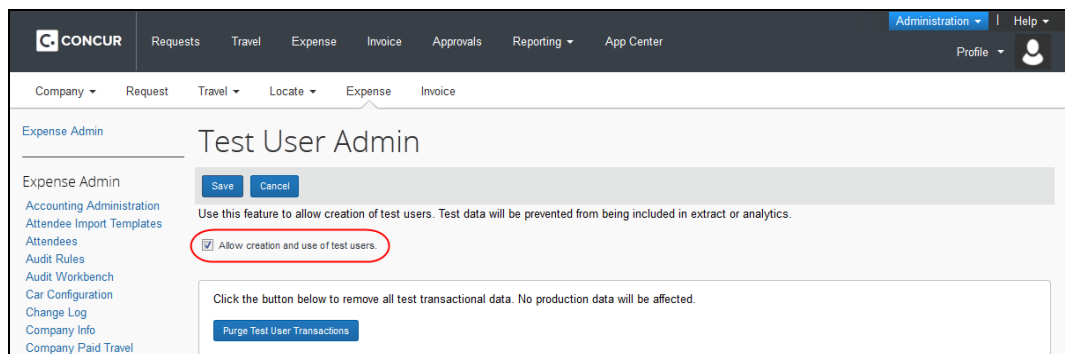 Administration | Help
C. CONCUR Requests Travel Expense Invoice Approvals Reporting App Center
Profile
Company Request Travel Locate Expense Invoice
Expense Admin
Test User Admin
Expense Admin
Save Cancel
Accounting Administration
Attendee Import Templates
Attendees
Audit Rules
Audit Workbench
Car Configuration
Change Log
Company Info
Company Paid Travel
Use this feature to allow creation of test users. Test data will be prevented from being included in extract or analytics.
Allow creation and use of test users.
Click the button below to remove all test transactional data. No production data will be affected.
Purge Test User Transactions